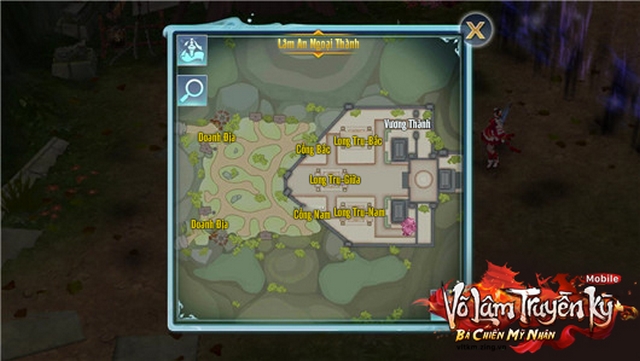 Lâm An Ngoại Thành
X
Vương Thành
Doanh Địa
Long Trụ-Bắc
Cổng Bắc
Long Trụ-Giữa
Cổng Nam
Long Trụ-Nam
Doanh Địa
Mobile
Võ Lâm Truyền Kỳ
Bá Chiến Mỹ Nhân